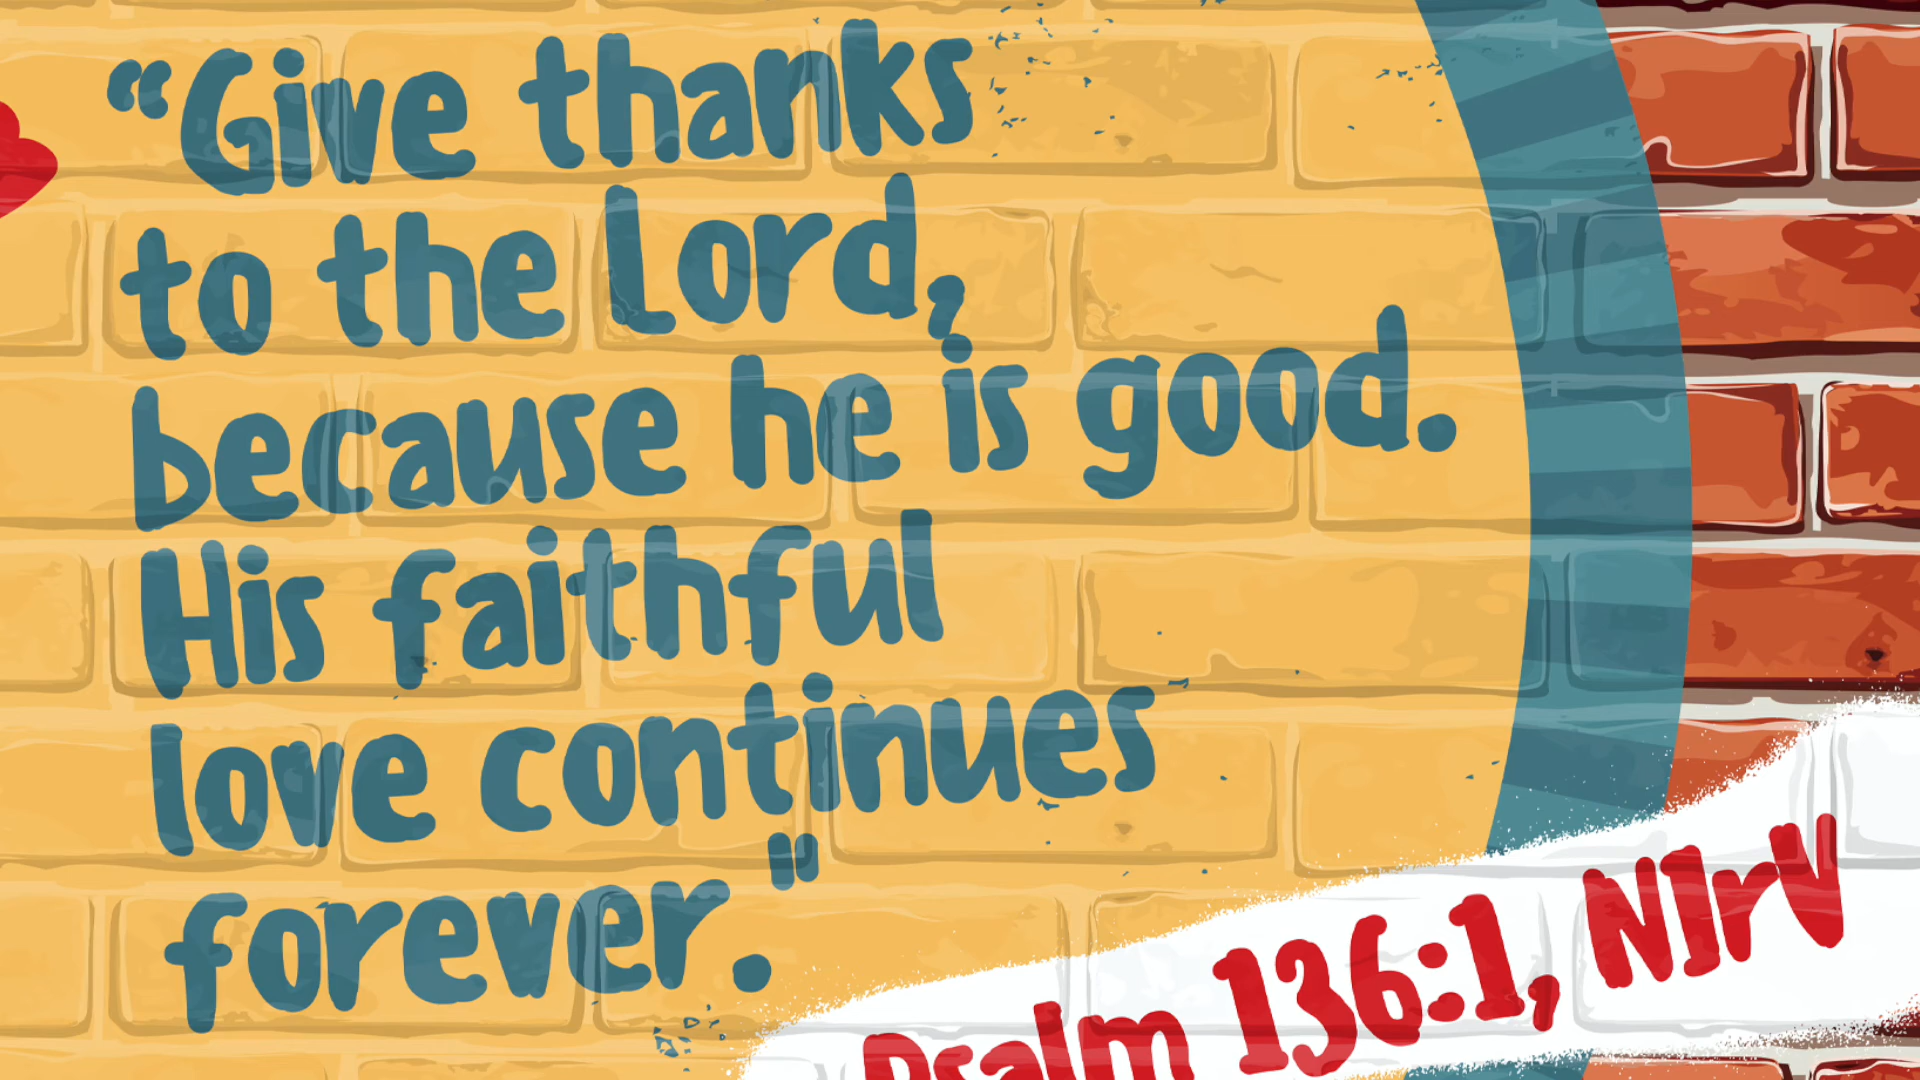 “Give thanks
to the Lord,
because he is good.
His faithful
love continues
forever."
Psalm 136:1, NIrV